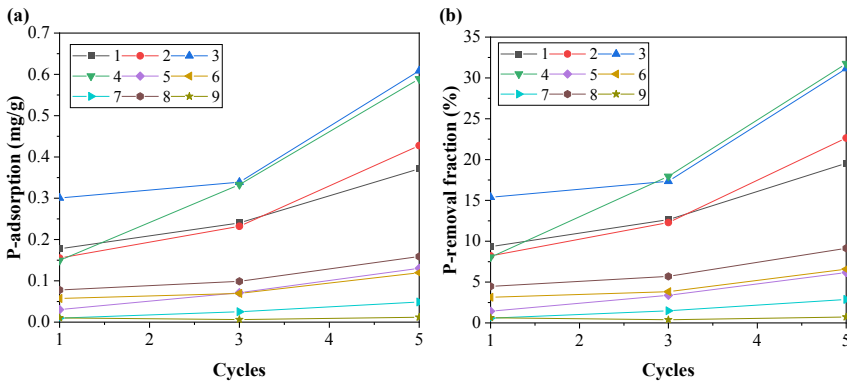 (a)
0.7
0.6
0.5
0.4
0.3
0.2
0.1
0.0
P-adsorption (mg/g)
1 2 3
4 5 6
7 8 9
1 2 3 4 5
Cycles
(b)
35
30
25
20
15
10
5
0
P-removal fraction (%)
1 2 3
4 5 6
7 8 9
1 2 3 4 5
Cycles